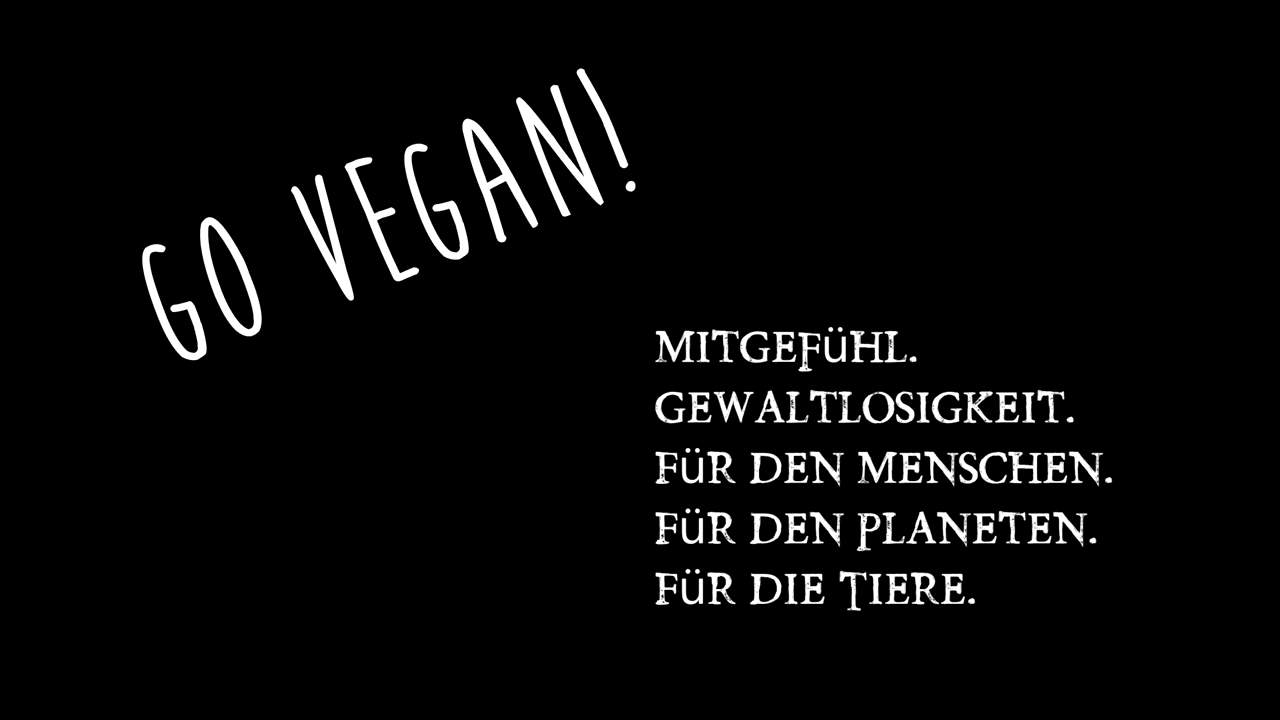 GO VEGAN!
MITGEFÜHL.
GEWALTLOSIGKEIT.
FÜR DEN MENSCHEN.
FÜR DEN PLANETEN.
FÜR DIE TIERE.